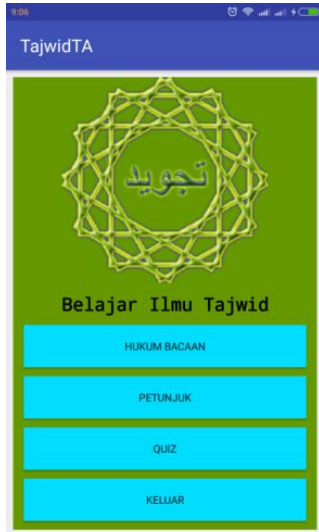 9:06
TajwidTA
تجويد
Belajar Ilmu Tajwid
HUKUM BACAAN
PETUNJUK
QUIZ
KELUAR